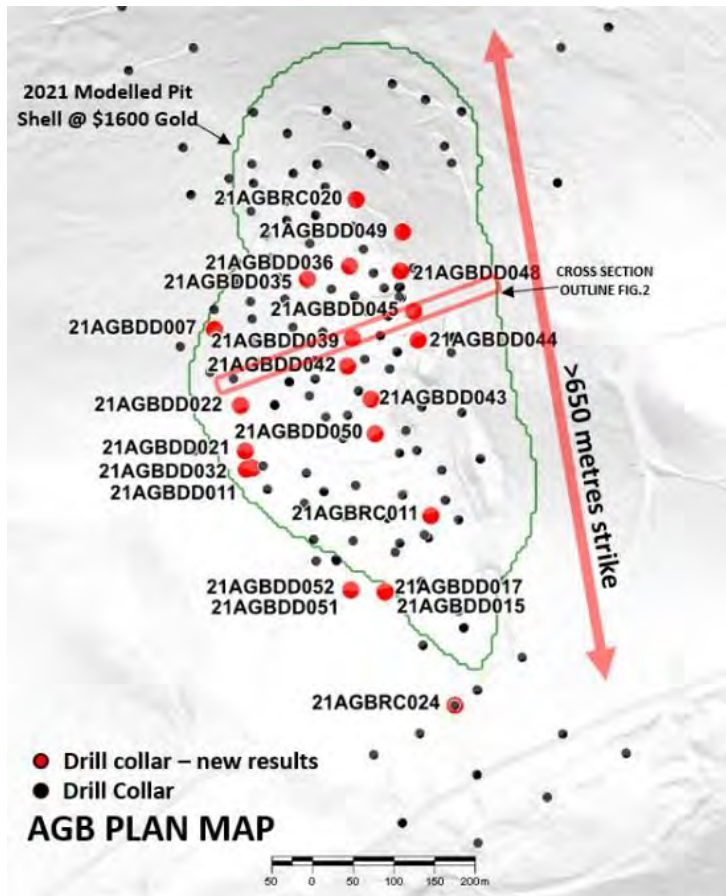 2021 Modelled Pit
Shell @ $1600 Gold
21AGBRC020
21AGBDD049
21AGBDD036
21AGBDD035
21AGBDD048
CROSS SECTION
OUTLINE FIG.2
21AGBDD045
21AGBDD007
21AGBDD039
21AGBDD044
21AGBDD042
21AGBDD022
21AGBDD043
21AGBDD050
21AGBDD021
21AGBDD032
21AGBDD011
21AGBRC011
>650 metres strike
21AGBDD052
21AGBDD051
21AGBDD017
21AGBDD015
21AGBRC024
Drill collar – new results
Drill Collar
AGB PLAN MAP
50 0 50 100 150 200m